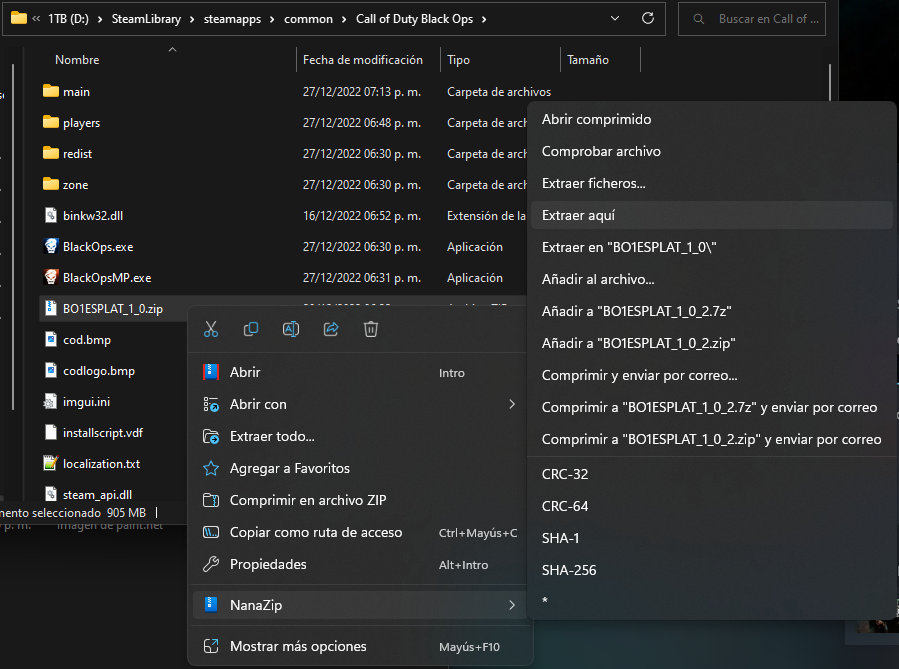 « 1TB (D:) > SteamLibrary > steamapps > common > Call of Duty Black Ops >
Buscar en Call of ...
Nombre Fecha de modificación Tipo Tamaño
main 27/12/2022 07:13 p. m. Carpeta de archivos
players 27/12/2022 06:48 p. m. Carpeta de arch
redist 27/12/2022 06:30 p. m. Carpeta de arch
zone 27/12/2022 06:30 p. m. Carpeta de arch
binkw32.dll 16/12/2022 06:52 p. m. Extensión de la
BlackOps.exe 27/12/2022 06:30 p. m. Aplicación
BlackOpsMP.exe 27/12/2022 06:31 p. m. Aplicación
BO1ESPLAT_1_0.zip
cod.bmp
codlogo.bmp
imgui.ini
installscript.vdf
localization.txt
steam_api.dll
mento seleccionado 905 MB
p. m. Imagen de paint.net
Abrir Intro
Abrir con
Extraer todo...
Agregar a Favoritos
Comprimir en archivo ZIP
Copiar como ruta de acceso Ctrl+Mayús+C
Propiedades Alt+Intro
NanaZip
Mostrar más opciones Mayús+F10
Abrir comprimido
Comprobar archivo
Extraer ficheros...
Extraer aquí
Extraer en "BO1ESPLAT_1_0\"
Añadir al archivo...
Añadir a "BO1ESPLAT_1_0_2.7z"
Añadir a "BO1ESPLAT_1_0_2.zip"
Comprimir y enviar por correo...
Comprimir a "BO1ESPLAT_1_0_2.7z" y enviar por correo
Comprimir a "BO1ESPLAT_1_0_2.zip" y enviar por correo
CRC-32
CRC-64
SHA-1
SHA-256
*